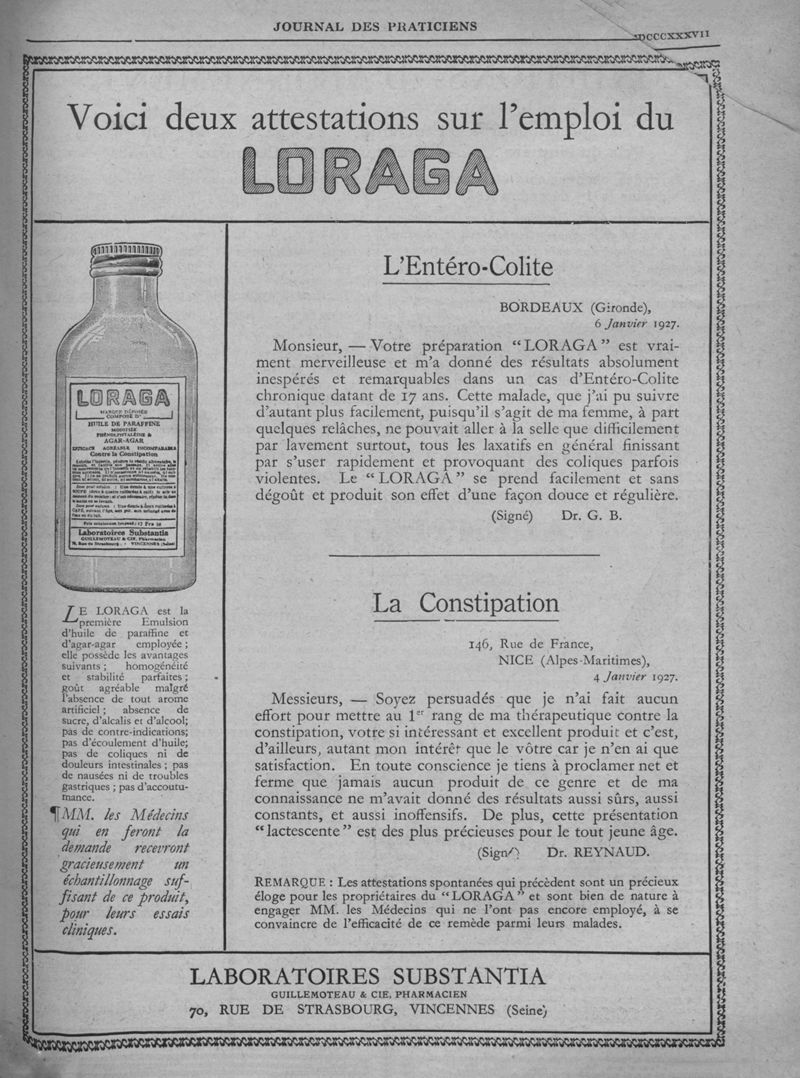 JOURNAL DES PRATICIENS
Voici deux attestations sur l'emploi du
LORAGA
LORAGA
MARQUE DÉPOSÉE
COMPOSÉ D'
HUILE DE PARAFFINE
PHÉNOLPHTALÉINE &
AGAR-AGAR
EFFICACE AGRÉABLE INCOMPARABLE
Contre la Constipation
Laboratoires Substantia
GUILLEMOTEAU & CIE, Pharmacien
LE LORAGA est la
première Emulsion
d'huile de paraffine et
d'agar-agar employée ;
elle possède les avantages
suivants ; homogénéité
et stabilité parfaites ;
goût agréable malgré
l'absence de tout arome
artificiel ; absence de
sucre, d'alcalis et d'alcool;
pas de contre-indications;
pas d'écoulement d'huile;
pas de coliques ni de
douleurs intestinales ; pas
de nausées ni de troubles
gastriques ; pas d'accoutu-
mance.
¶ MM. les Médecins
qui en feront la
demande recevront
gracieusement un
échantillonnage suf-
fisant de ce produit,
pour leurs essais
cliniques.
L'Entéro-Colite
BORDEAUX (Gironde),
6 Janvier 1927.
Monsieur, — Votre préparation "LORAGA" est vrai-
ment merveilleuse et m'a donné des résultats absolument
inespérés et remarquables dans un cas d'Entéro-Colite
chronique datant de 17 ans. Cette malade, que j'ai pu suivre
d'autant plus facilement, puisqu'il s'agit de ma femme, à part
quelques relâches, ne pouvait aller à la selle que difficilement
par lavement surtout, tous les laxatifs en général finissant
par s'user rapidement et provoquant des coliques parfois
violentes. Le "LORAGA" se prend facilement et sans
dégoût et produit son effet d'une façon douce et régulière.
(Signé) Dr. G. B.
La Constipation
146, Rue de France,
NICE (Alpes-Maritimes),
4 Janvier 1927.
Messieurs, — Soyez persuadés que je n'ai fait aucun
effort pour mettre au 1er rang de ma thérapeutique contre la
constipation, votre si intéressant et excellent produit et c'est,
d'ailleurs, autant mon intérêt que le vôtre car je n'en ai que
satisfaction. En toute conscience je tiens à proclamer net et
ferme que jamais aucun produit de ce genre et de ma
connaissance ne m'avait donné des résultats aussi sûrs, aussi
constants, et aussi inoffensifs. De plus, cette présentation
"lactescente" est des plus précieuses pour le tout jeune âge.
(Signé) Dr. REYNAUD.
REMARQUE : Les attestations spontanées qui précèdent sont un précieux
éloge pour les propriétaires du "LORAGA" et sont bien de nature à
engager MM. les Médecins qui ne l'ont pas encore employé, à se
convaincre de l'efficacité de ce remède parmi leurs malades.
LABORATOIRES SUBSTANTIA
GUILLEMOTEAU & CIE, PHARMACIEN
70, RUE DE STRASBOURG, VINCENNES (Seine)